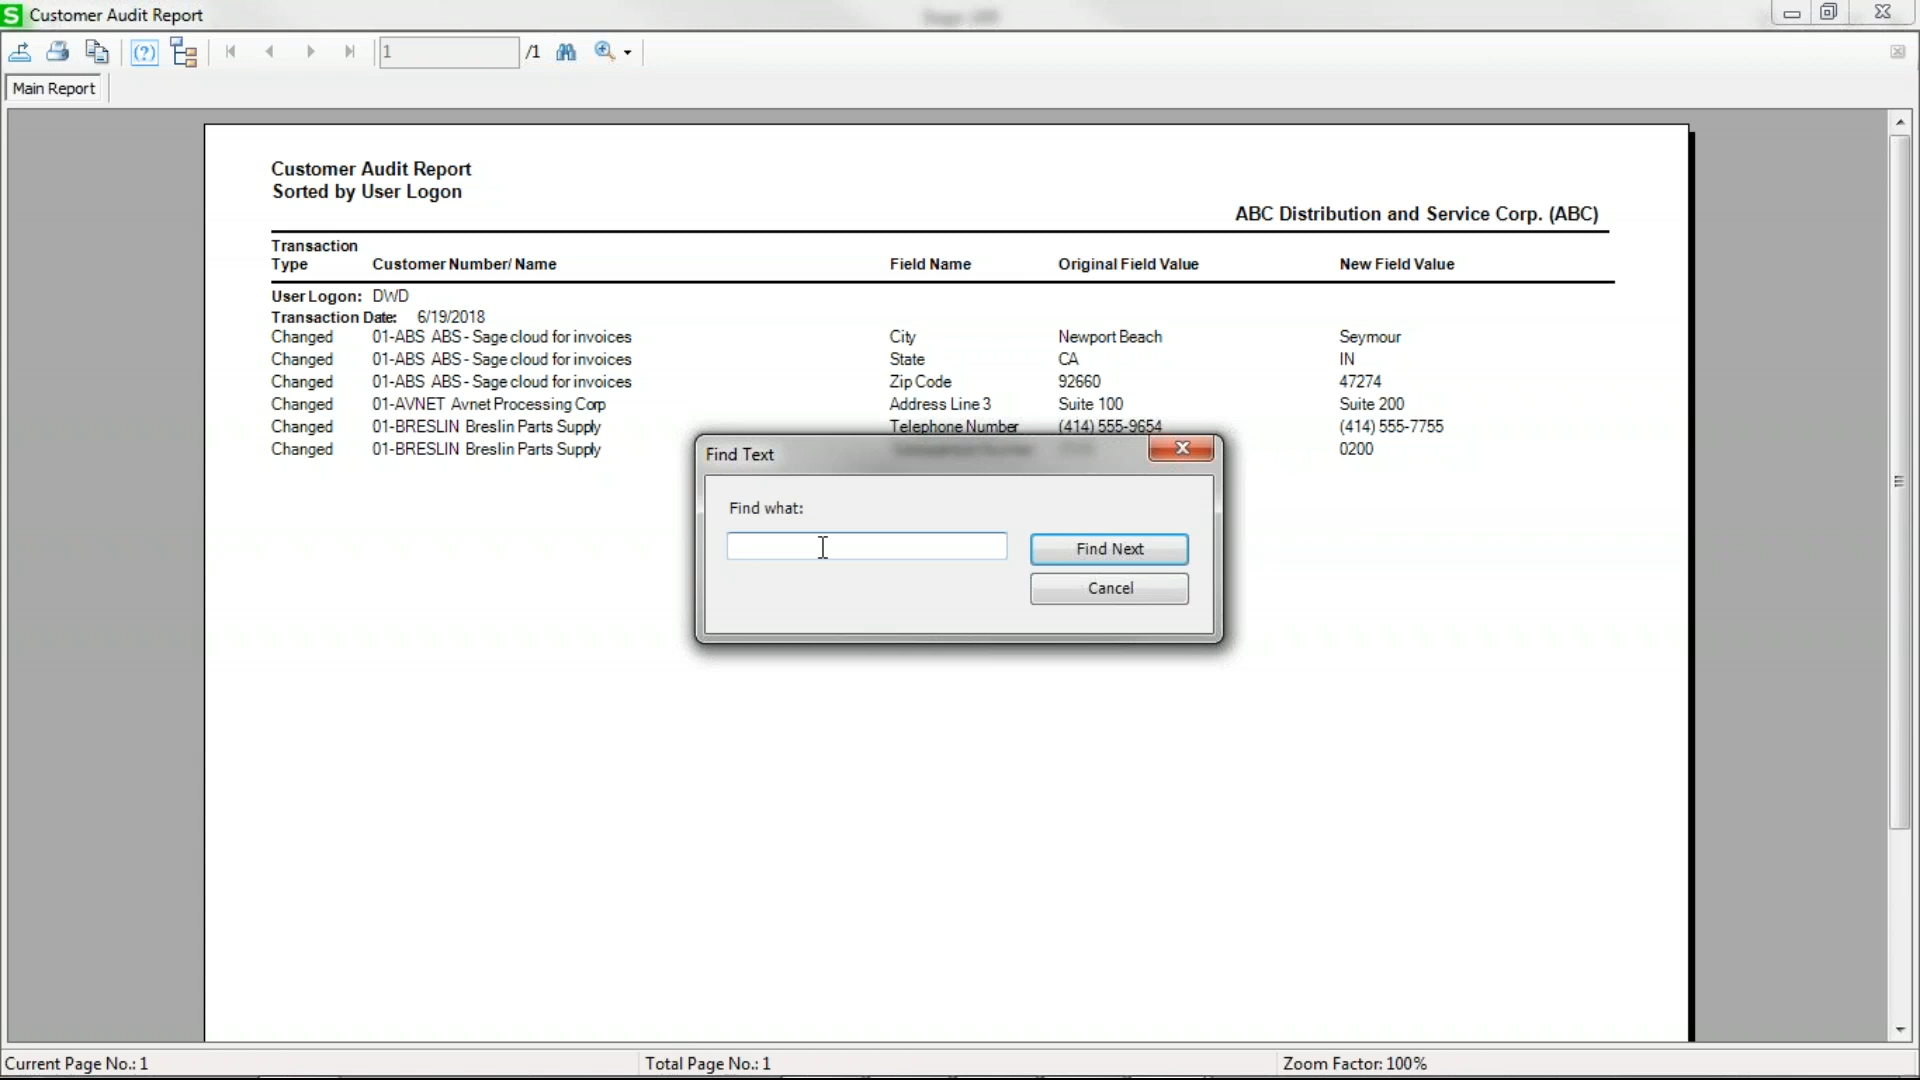 S Customer Audit Report
1 /1
Main Report
Customer Audit Report
Sorted by User Logon
ABC Distribution and Service Corp. (ABC)
Transaction
Type Customer Number/ Name Field Name Original Field Value New Field Value
User Logon: DWD
Transaction Date: 6/19/2018
Changed 01-ABS ABS - Sage cloud for invoices City Newport Beach Seymour
Changed 01-ABS ABS - Sage cloud for invoices State CA IN
Changed 01-ABS ABS - Sage cloud for invoices Zip Code 92660 47274
Changed 01-AVNET Avnet Processing Corp Address Line 3 Suite 100 Suite 200
Changed 01-BRESLIN Breslin Parts Supply Telephone Number (414) 555-9654 (414) 555-7755
Changed 01-BRESLIN Breslin Parts Supply 0200
Find Text
Find what:
Find Next
Cancel
Current Page No.: 1 Total Page No.: 1 Zoom Factor: 100%